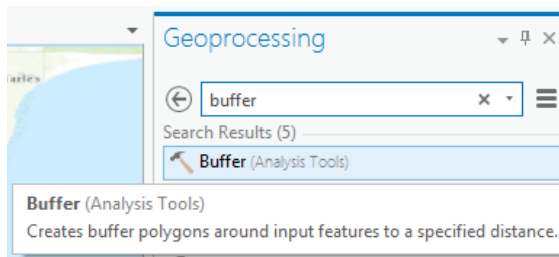 Geoprocessing
buffer
Search Results (5)
Buffer (Analysis Tools)
Buffer (Analysis Tools)
Creates buffer polygons around input features to a specified distance.